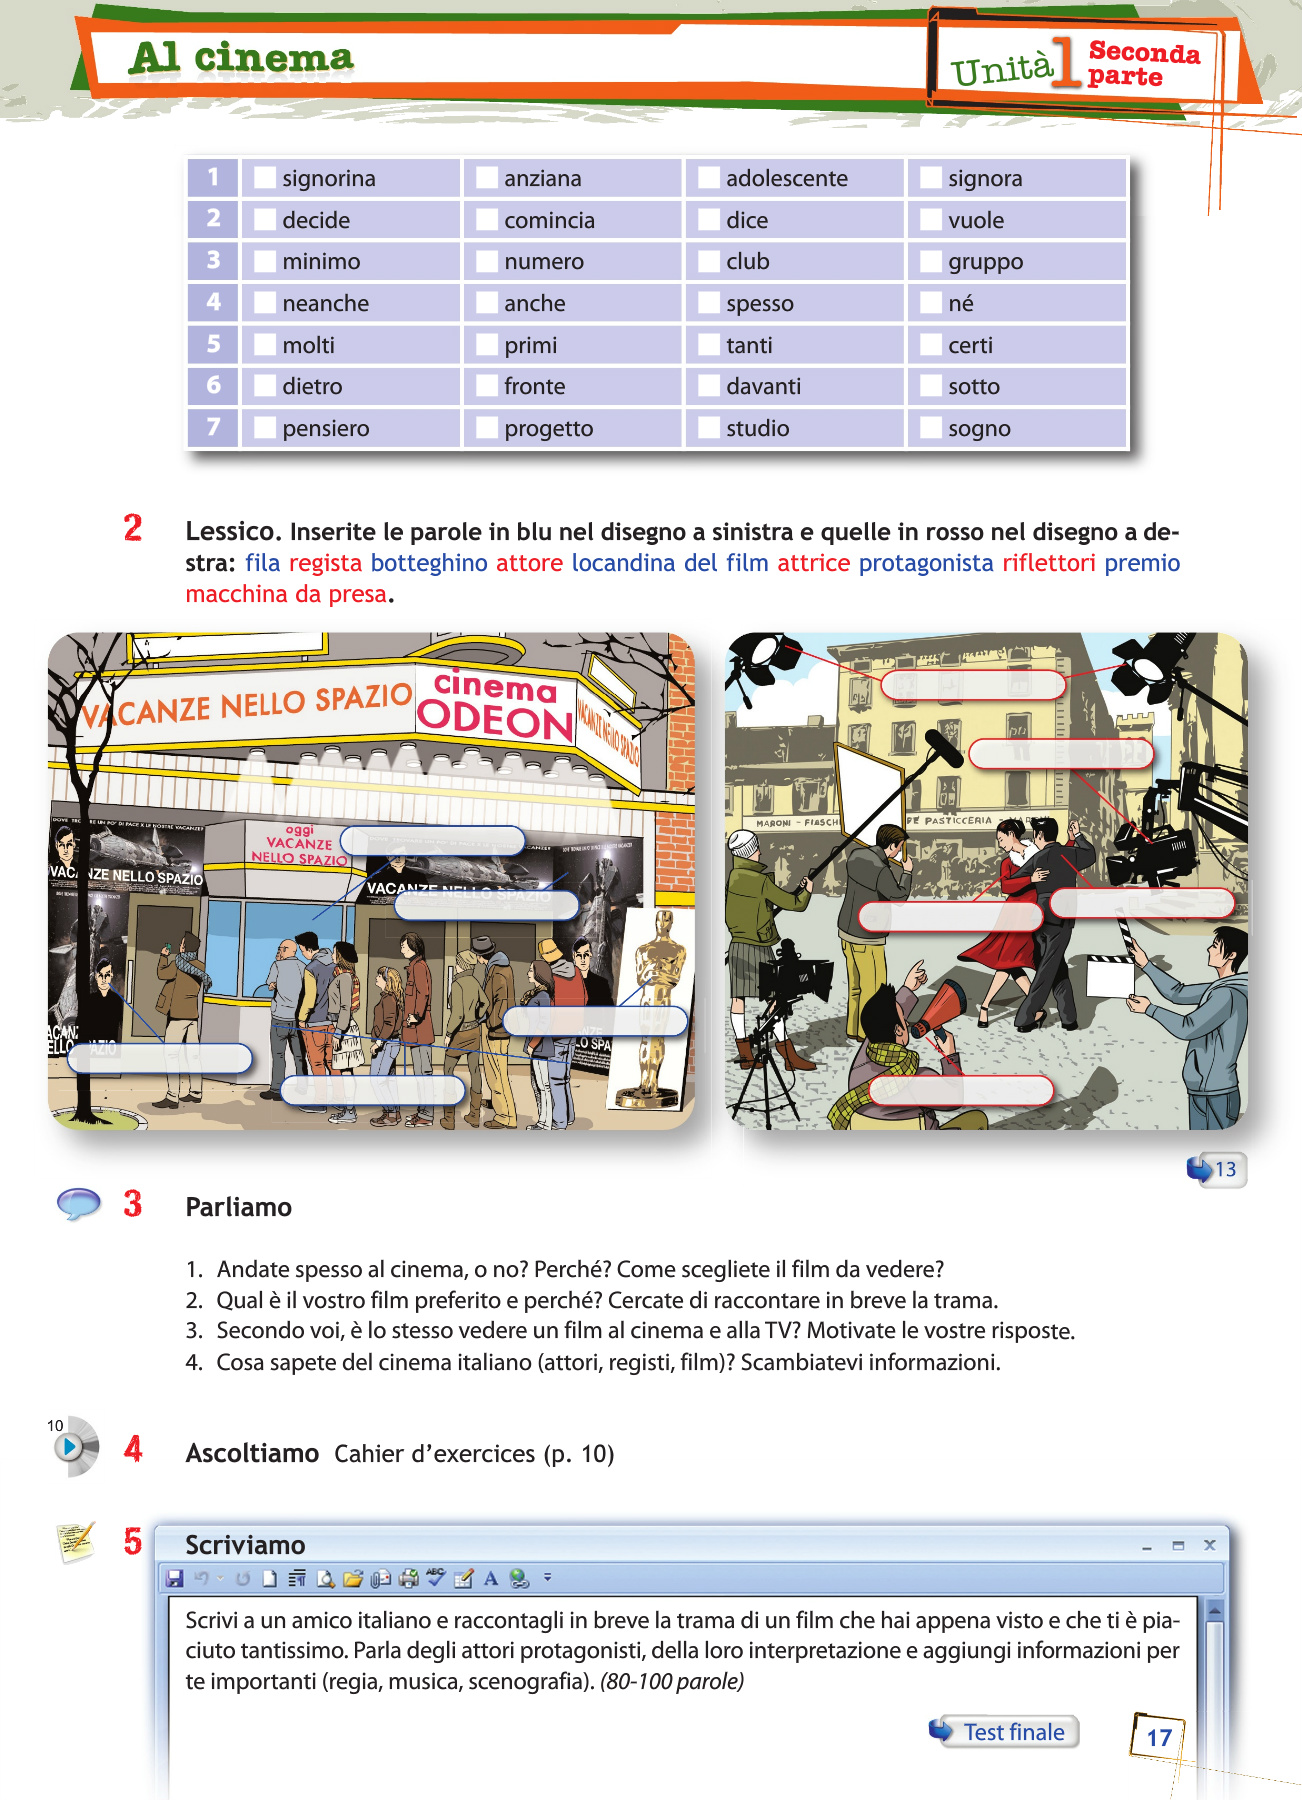 Al cinema
Unità 1 Seconda parte
1 signorina anziana adolescente signora
2 decide comincia dice vuole
3 minimo numero club gruppo
4 neanche anche spesso né
5 molti primi tanti certi
6 dietro fronte davanti sotto
7 pensiero progetto studio sogno
2 Lessico. Inserite le parole in blu nel disegno a sinistra e quelle in rosso nel disegno a de-
stra: fila regista botteghino attore locandina del film attrice protagonista riflettori premio
macchina da presa.
VACANZE NELLO SPAZIO
cinema
ODEON
VACANZE NELLO SPAZIO
oggi
VACANZE
NELLO SPAZIO
VACANZE NELLO SPAZIO
VACANZE NELLO SPAZIO
MARONI - FIASCH
PASTICCERIA
13
3 Parliamo
1. Andate spesso al cinema, o no? Perché? Come scegliete il film da vedere?
2. Qual è il vostro film preferito e perché? Cercate di raccontare in breve la trama.
3. Secondo voi, è lo stesso vedere un film al cinema e alla TV? Motivate le vostre risposte.
4. Cosa sapete del cinema italiano (attori, registi, film)? Scambiatevi informazioni.
10
4 Ascoltiamo Cahier d'exercices (p. 10)
5 Scriviamo
ABC
A
Scrivi a un amico italiano e raccontagli in breve la trama di un film che hai appena visto e che ti è pia-
ciuto tantissimo. Parla degli attori protagonisti, della loro interpretazione e aggiungi informazioni per
te importanti (regia, musica, scenografia). (80-100 parole)
Test finale
17